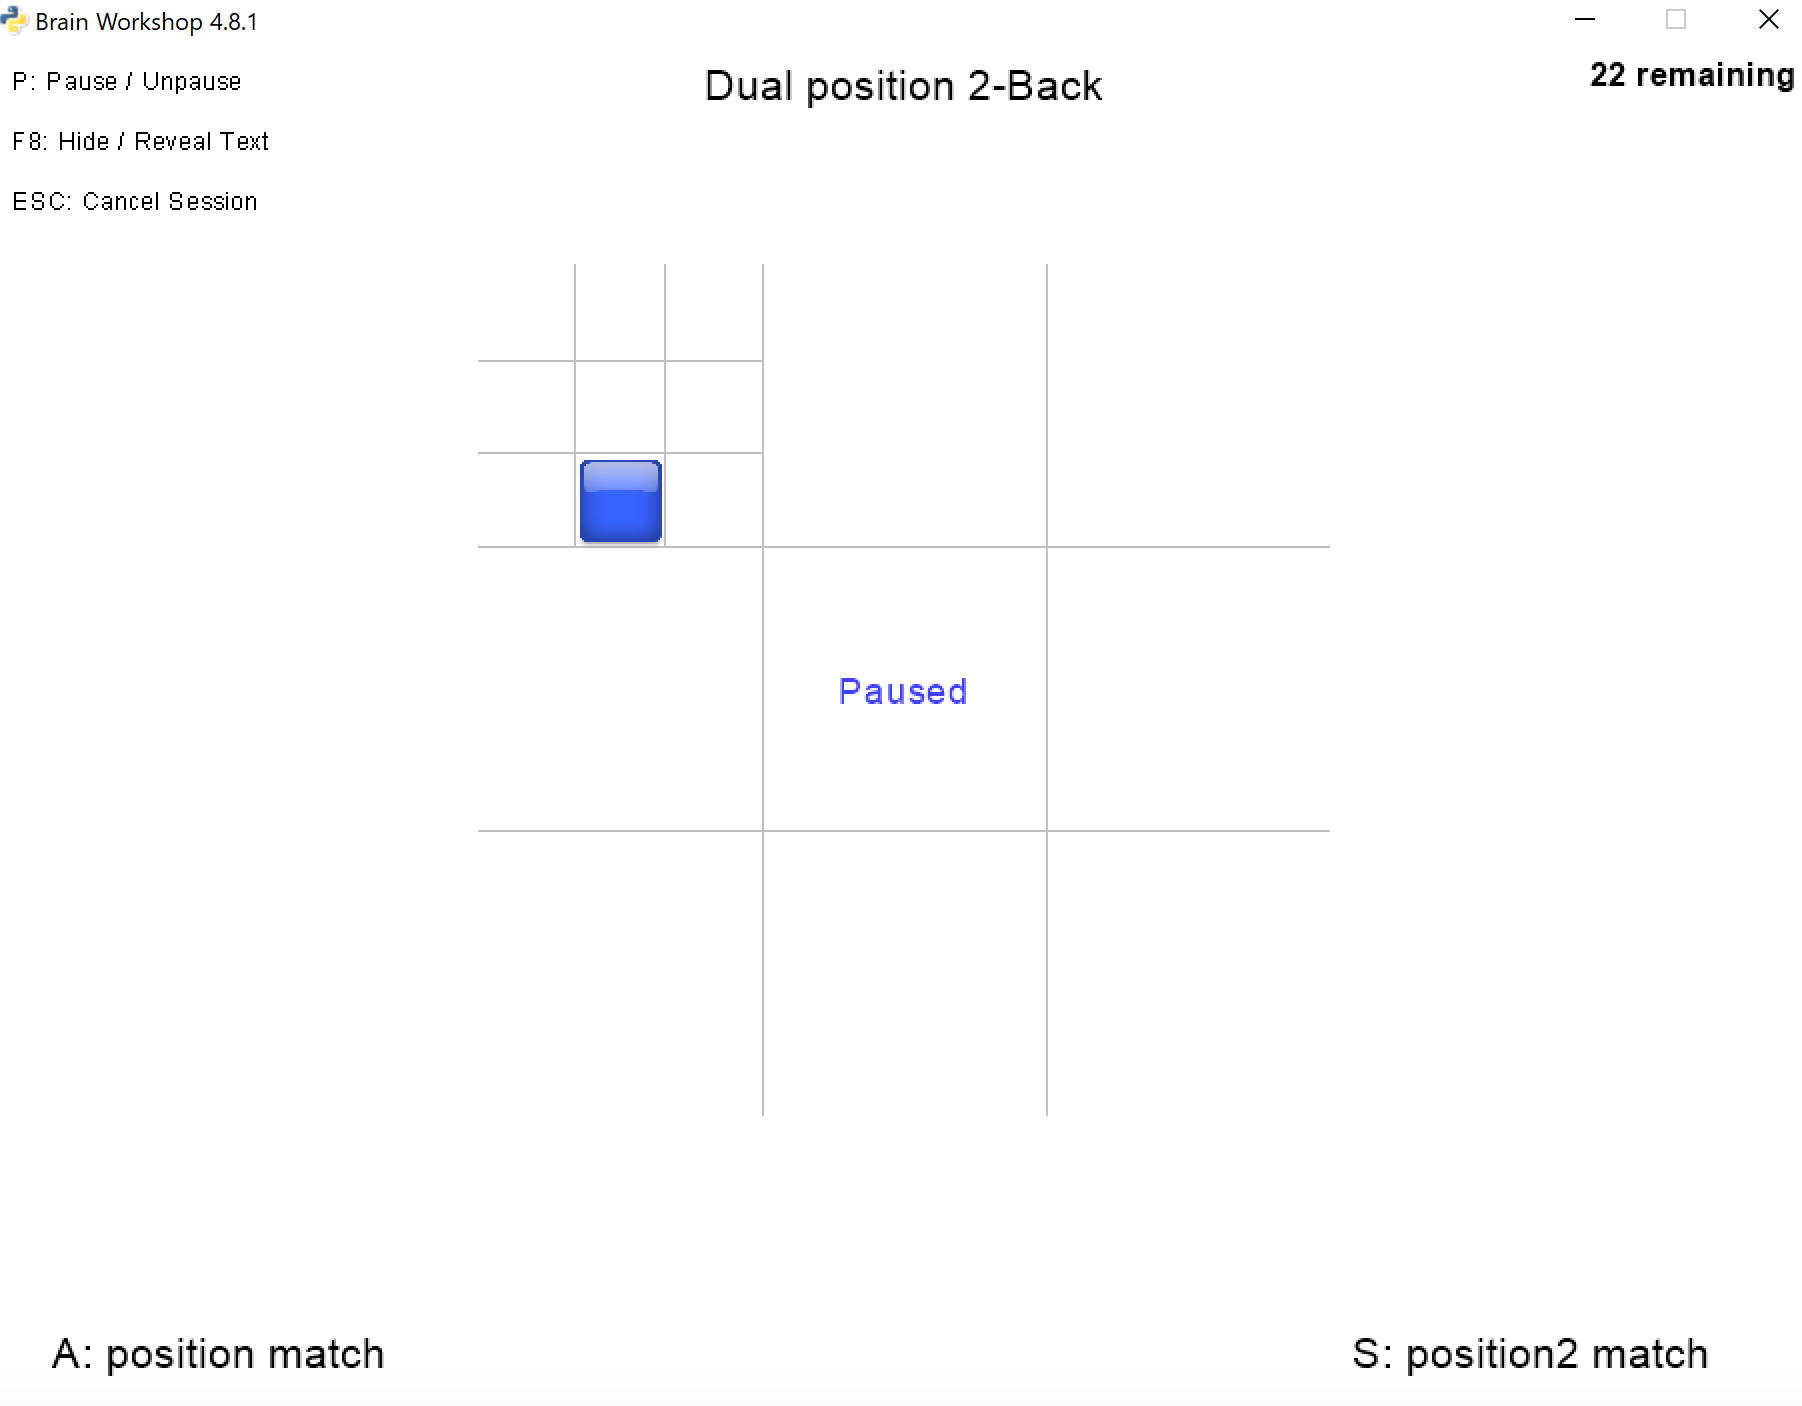 Brain Workshop 4.8.1
P: Pause / Unpause
Dual position 2-Back
22 remaining
F8: Hide / Reveal Text
ESC: Cancel Session
Paused
A: position match
S: position2 match